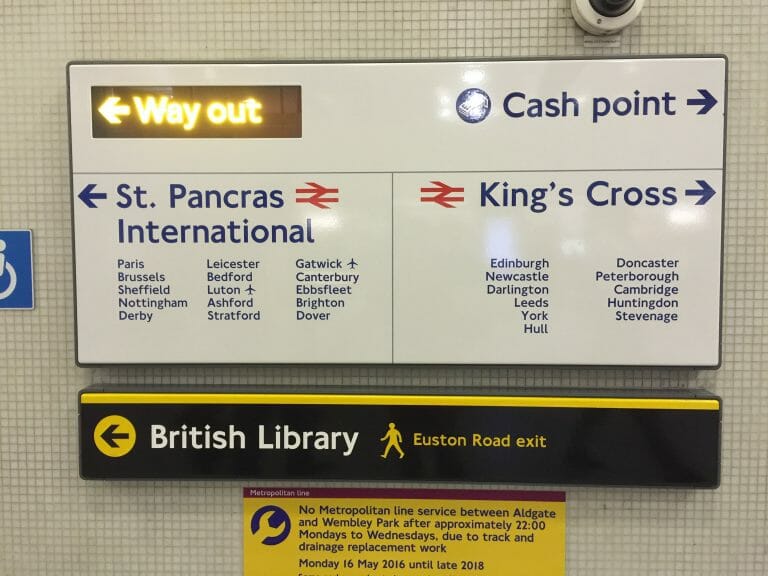 Way out
Cash point
St. Pancras
International
Paris
Brussels
Sheffield
Nottingham
Derby
Leicester
Bedford
Luton
Ashford
Stratford
Gatwick
Canterbury
Ebbsfleet
Brighton
Dover
King's Cross
Edinburgh
Newcastle
Darlington
Leeds
York
Hull
Doncaster
Peterborough
Cambridge
Huntingdon
Stevenage
British Library
Euston Road exit
Metropolitan line
No Metropolitan line service between Aldgate
and Wembley Park after approximately 22:00
Mondays to Wednesdays, due to track and
drainage replacement work
Monday 16 May 2016 until late 2018